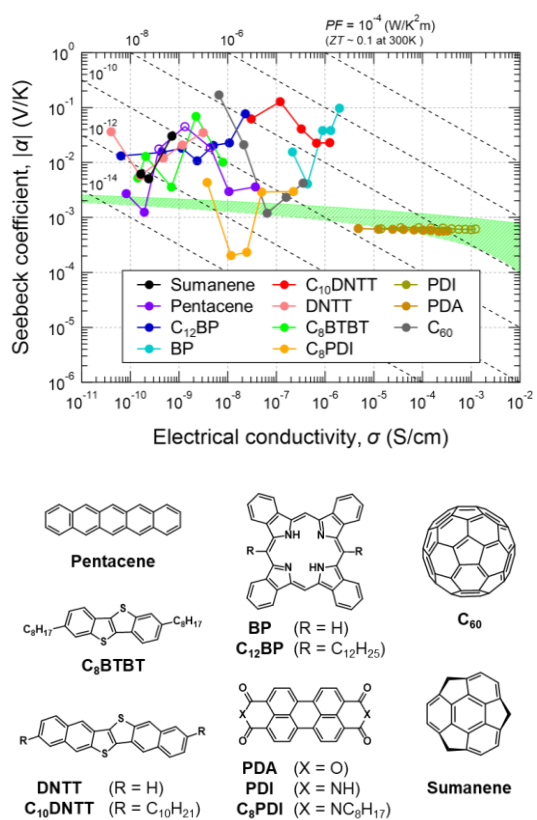 10⁻⁸ 10⁻⁶ PF = 10⁻⁴ (W/K²m)
(ZT ~ 0.1 at 300K )
10⁰
10⁻¹
10⁻²
10⁻³
10⁻⁴
10⁻⁵
10⁻⁶
10⁻¹⁰
10⁻¹²
10⁻¹⁴
Seebeck coefficient, |α| (V/K)
Sumanene C₁₀DNTT PDI
Pentacene DNTT PDA
C₁₂BP C₈BTBT C₆₀
BP C₈PDI
10⁻¹¹ 10⁻¹⁰ 10⁻⁹ 10⁻⁸ 10⁻⁷ 10⁻⁶ 10⁻⁵ 10⁻⁴ 10⁻³ 10⁻²
Electrical conductivity, σ (S/cm)
Pentacene
C₈H₁₇ S S C₈H₁₇
C₈BTBT
R S S R
DNTT (R = H)
C₁₀DNTT (R = C₁₀H₂₁)
NH N
R R
N HN
BP (R = H)
C₁₂BP (R = C₁₂H₂₅)
O O
X X
O O
PDA (X = O)
PDI (X = NH)
C₈PDI (X = NC₈H₁₇)
C₆₀
Sumanene